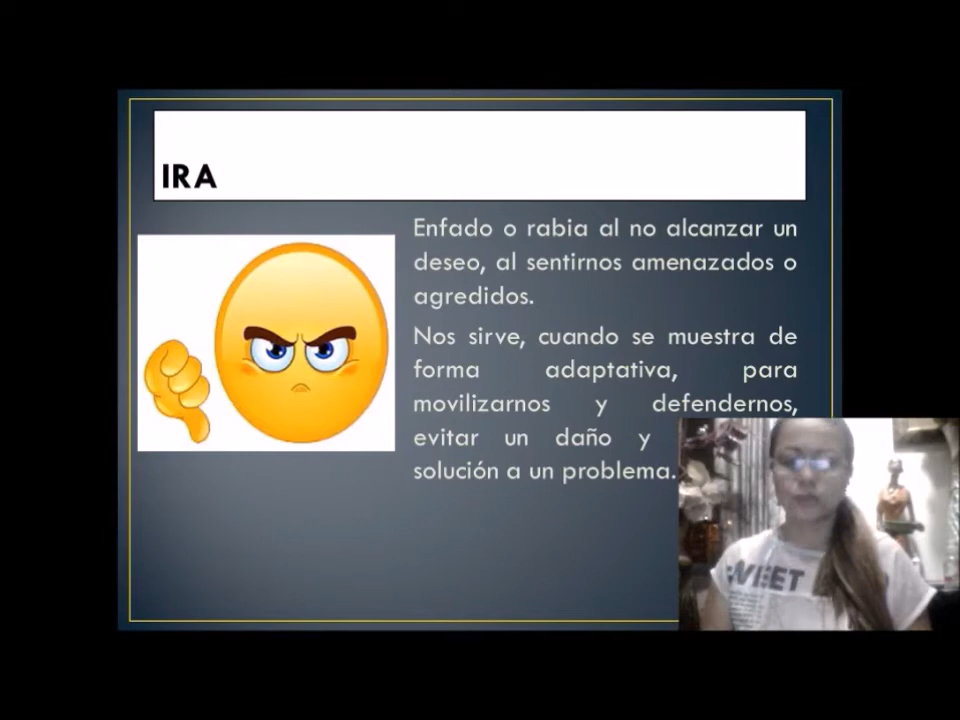 IRA
Enfado o rabia al no alcanzar un
deseo, al sentirnos amenazados o
agredidos.
Nos sirve, cuando se muestra de
forma adaptativa, para
movilizarnos y defendernos,
evitar un daño y
solución a un problema.
SWEET